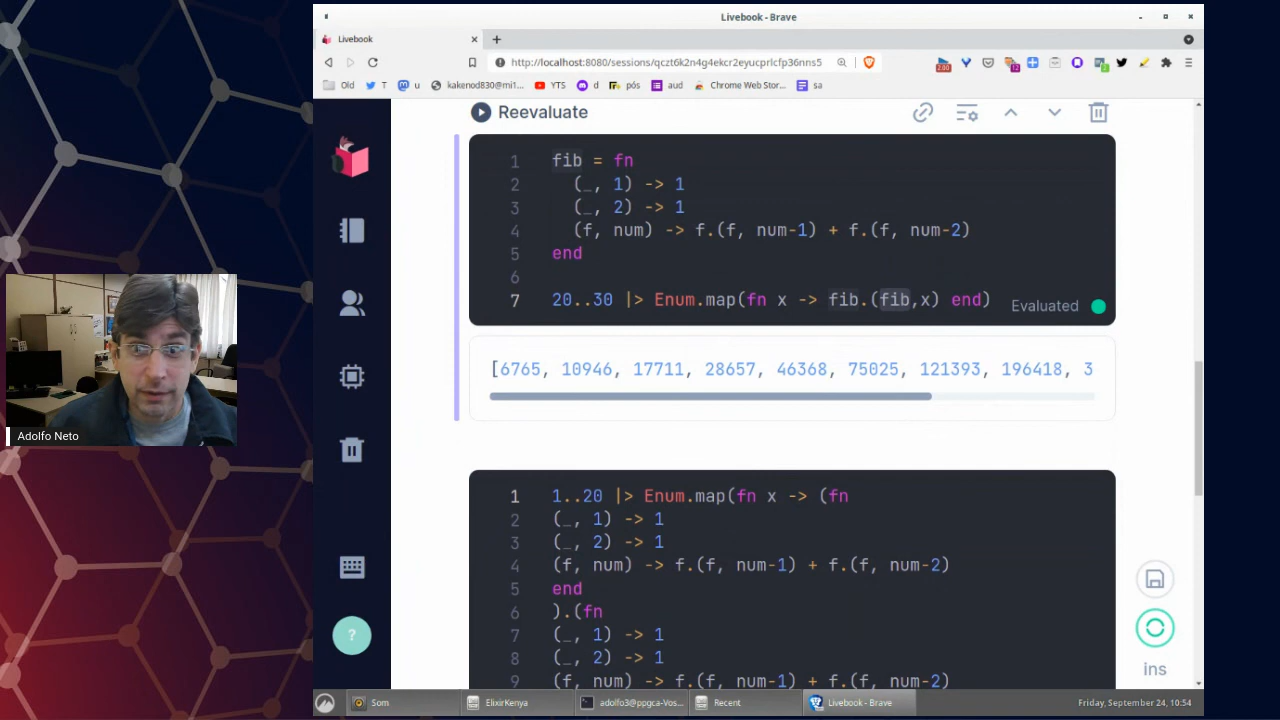 Livebook - Brave
Livebook
http://localhost:8080/sessions/qczt6k2n4g4ekcr2eyucprlcfp36nns5
Old T u kakenod830@mi1... YTS d pós aud Chrome Web Stor... sa
Reevaluate
1 fib = fn
2 (_, 1) -> 1
3 (_, 2) -> 1
4 (f, num) -> f.(f, num-1) + f.(f, num-2)
5 end
6
7 20..30 |> Enum.map(fn x -> fib.(fib,x) end)
Evaluated
[6765, 10946, 17711, 28657, 46368, 75025, 121393, 196418, 3
1 1..20 |> Enum.map(fn x -> (fn
2 (_, 1) -> 1
3 (_, 2) -> 1
4 (f, num) -> f.(f, num-1) + f.(f, num-2)
5 end
6 ).(fn
7 (_, 1) -> 1
8 (_, 2) -> 1
9 (f, num) -> f.(f, num-1) + f.(f, num-2)
?
ins
Adolfo Neto
Som ElixirKenya adolfo3@ppgca-Vos... Recent Livebook - Brave Friday, September 24, 10:54